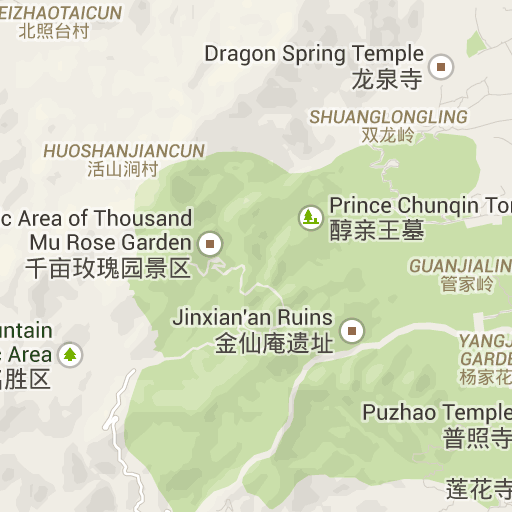 EIZHAOTAICUN
北照台村
Dragon Spring Temple
龙泉寺
SHUANGLONGLING
双龙岭
HUOSHANJIANCUN
活山涧村
c Area of Thousand
Mu Rose Garden
千亩玫瑰园景区
Prince Chunqin Tor
醇亲王墓
GUANJIALIN
管家岭
Jinxian'an Ruins
金仙庵遗址
untain
c Area
名胜区
YANGJ
GARDE
杨家花
Puzhao Temple
普照寺
莲花寺